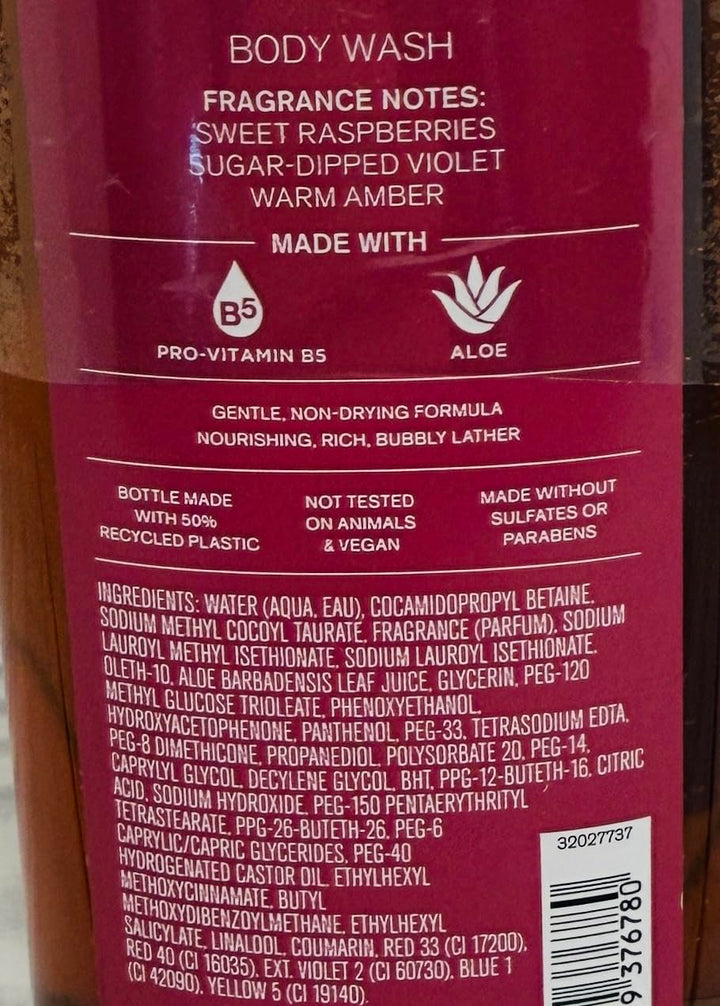 BODY WASH
FRAGRANCE NOTES:
SWEET RASPBERRIES
SUGAR-DIPPED VIOLET
WARM AMBER
MADE WITH
B5
PRO-VITAMIN B5
ALOE
GENTLE, NON-DRYING FORMULA
NOURISHING, RICH, BUBBLY LATHER
BOTTLE MADE
WITH 50%
RECYCLED PLASTIC
NOT TESTED
ON ANIMALS
& VEGAN
MADE WITHOUT
SULFATES OR
PARABENS
INGREDIENTS: WATER (AQUA, EAU), COCAMIDOPROPYL BETAINE,
SODIUM METHYL COCOYL TAURATE, FRAGRANCE (PARFUM), SODIUM
LAUROYL METHYL ISETHIONATE, SODIUM LAUROYL ISETHIONATE,
OLETH-10, ALOE BARBADENSIS LEAF JUICE, GLYCERIN, PEG-120
METHYL GLUCOSE TRIOLEATE, PHENOXYETHANOL,
HYDROXYACETOPHENONE, PANTHENOL, PEG-33, TETRASODIUM EDTA,
PEG-8 DIMETHICONE, PROPANEDIOL, POLYSORBATE 20, PEG-14,
CAPRYLYL GLYCOL, DECYLENE GLYCOL, BHT, PPG-12-BUTETH-16, CITRIC
ACID, SODIUM HYDROXIDE, PEG-150 PENTAERYTHRITYL
TETRASTEARATE, PPG-26-BUTETH-26, PEG-6
CAPRYLIC/CAPRIC GLYCERIDES, PEG-40
HYDROGENATED CASTOR OIL, ETHYLHEXYL
METHOXYCINNAMATE, BUTYL
METHOXYDIBENZOYLMETHANE, ETHYLHEXYL
SALICYLATE, LINALOOL, COUMARIN, RED 33 (CI 17200),
RED 40 (CI 16035), EXT. VIOLET 2 (CI 60730), BLUE 1
(CI 42090), YELLOW 5 (CI 19140).
32027737
9376780